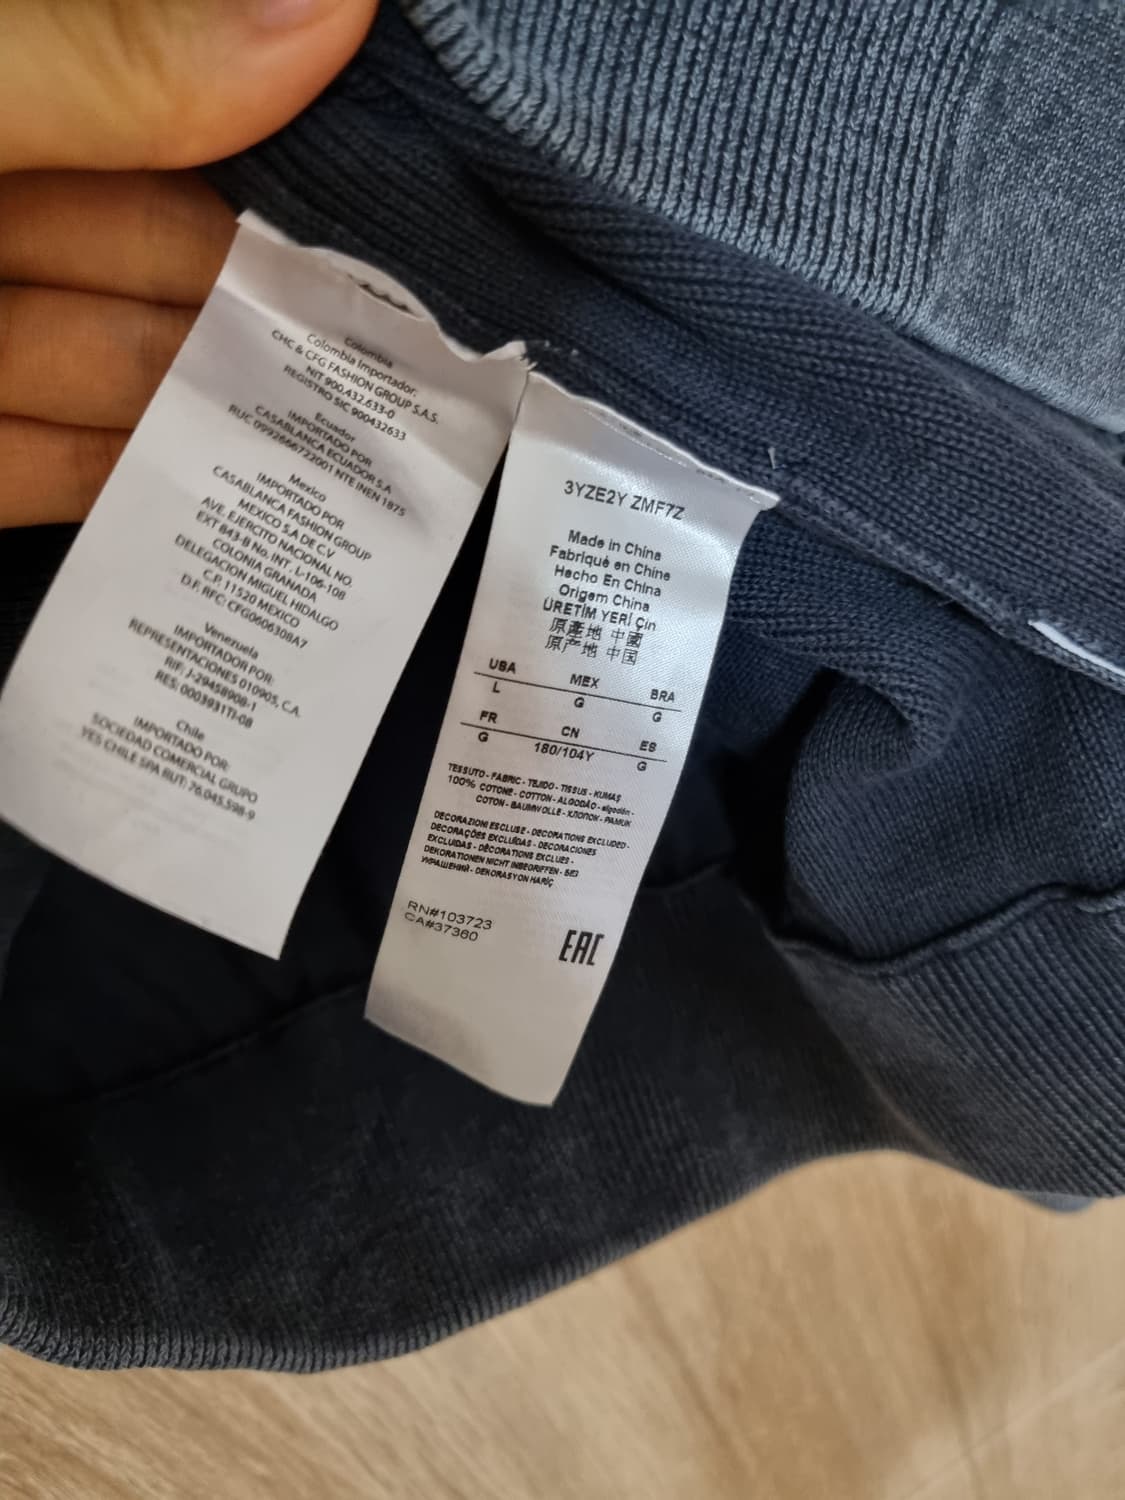 Colombia
Colombia Importador:
CHC & CFG FASHION GROUP S.A.S.
NIT 900.432.633-0
REGISTRO SIC 900432633
Ecuador
IMPORTADO POR
CASABLANCA ECUADOR S.A
RUC 0992666722001 NTE INEN 1875
Mexico
IMPORTADO POR
CASABLANCA FASHION GROUP
MEXICO S.A DE C.V
AVE. EJERCITO NACIONAL NO.
EXT 843-B No. INT. L-106-108
COLONIA GRANADA
DELEGACION MIGUEL HIDALGO
C.P. 11520 MEXICO
D.F. RFC: CFG0606308A7
Venezuela
IMPORTADOR POR:
REPRESENTACIONES 010905, C.A.
RIF: J-29458908-1
RES: 0003931TI-08
Chile
IMPORTADO POR:
SOCIEDAD COMERCIAL GRUPO
YES CHILE SPA RUT: 76.045.598-9
3YZE2Y ZMF7Z
Made in China
Fabriqué en Chine
Hecho En China
Origem China
ÜRETİM YERİ Çin
原產地 中國
原产地 中国
USA MEX BRA
L G G
FR CN ES
G 180/104Y G
TESSUTO - FABRIC - TEJIDO - TISSUS - KUMAŞ
100% COTONE - COTTON - ALGODÃO - algodón -
COTON - BAUMWOLLE - ХЛОПОК - PAMUK
DECORAZIONI ESCLUSE - DECORATIONS EXCLUDED -
DECORAÇÕES EXCLUÍDAS - DECORACIONES
EXCLUIDAS - DÉCORATIONS EXCLUES -
DEKORATIONEN NICHT INBEGRIFFEN - БЕЗ
УКРАШЕНИЙ - DEKORASYON HARİÇ
RN#103723
CA#37360
EAC